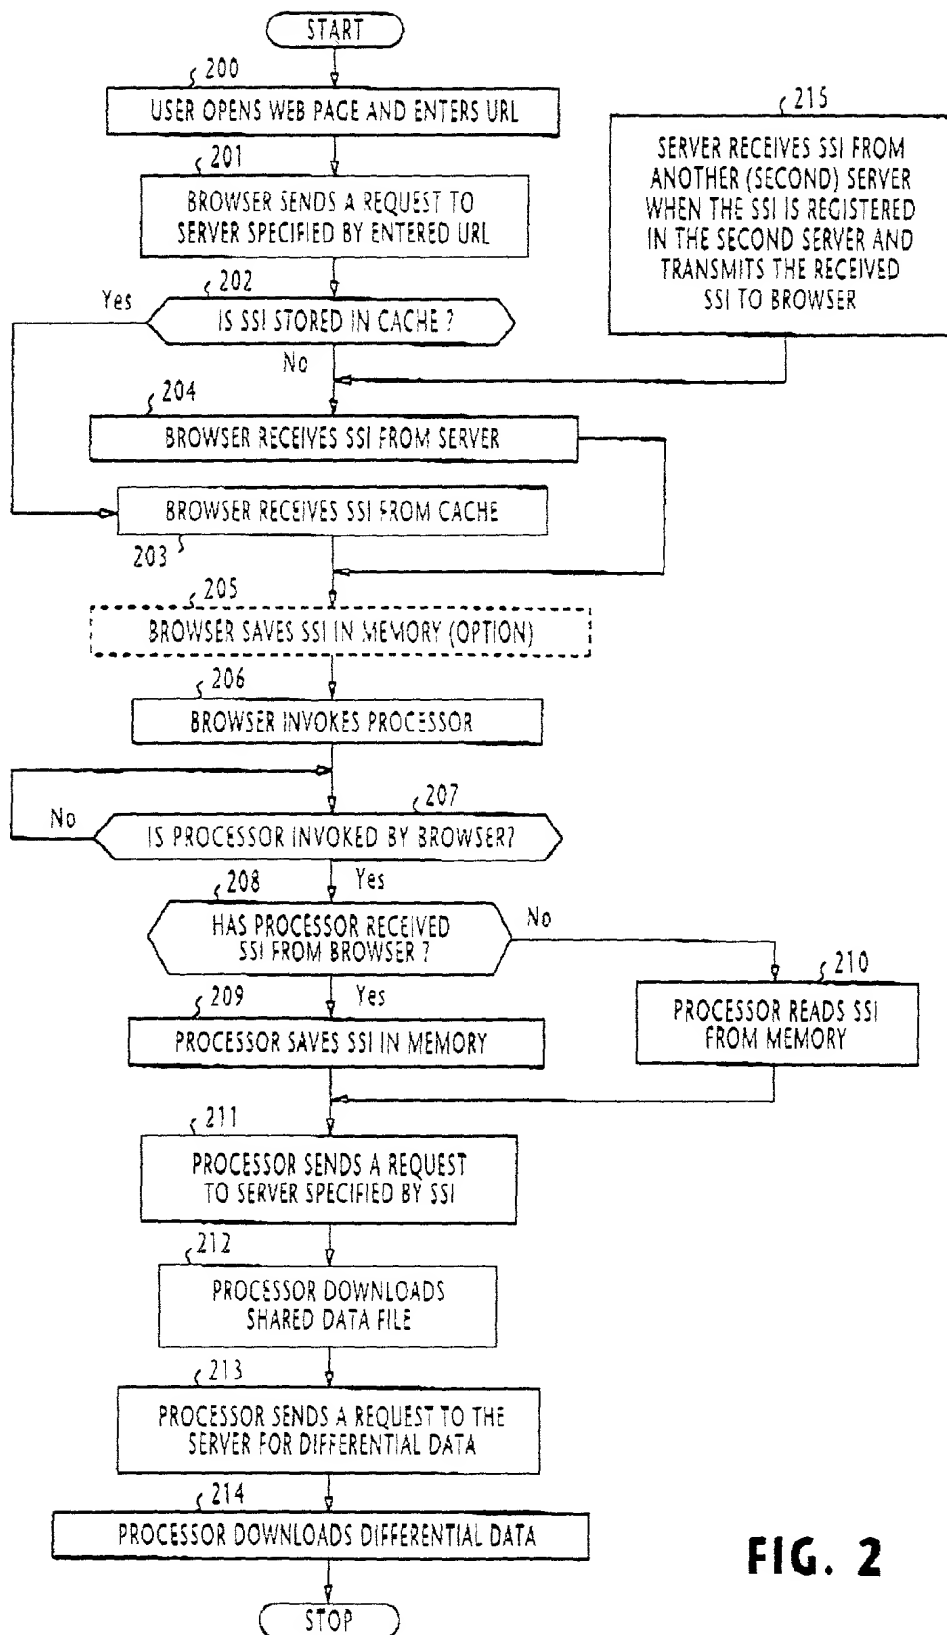 START
200
USER OPENS WEB PAGE AND ENTERS URL
201
BROWSER SENDS A REQUEST TO
SERVER SPECIFIED BY ENTERED URL
215
SERVER RECEIVES SSI FROM
ANOTHER (SECOND) SERVER
WHEN THE SSI IS REGISTERED
IN THE SECOND SERVER AND
TRANSMITS THE RECEIVED
SSI TO BROWSER
202
Yes
IS SSI STORED IN CACHE ?
No
204
BROWSER RECEIVES SSI FROM SERVER
BROWSER RECEIVES SSI FROM CACHE
203
205
BROWSER SAVES SSI IN MEMORY (OPTION)
206
BROWSER INVOKES PROCESSOR
207
No
IS PROCESSOR INVOKED BY BROWSER?
Yes
208
HAS PROCESSOR RECEIVED
SSI FROM BROWSER ?
No
Yes
209
PROCESSOR SAVES SSI IN MEMORY
210
PROCESSOR READS SSI
FROM MEMORY
211
PROCESSOR SENDS A REQUEST
TO SERVER SPECIFIED BY SSI
212
PROCESSOR DOWNLOADS
SHARED DATA FILE
213
PROCESSOR SENDS A REQUEST TO THE
SERVER FOR DIFFERENTIAL DATA
214
PROCESSOR DOWNLOADS DIFFERENTIAL DATA
STOP
FIG. 2